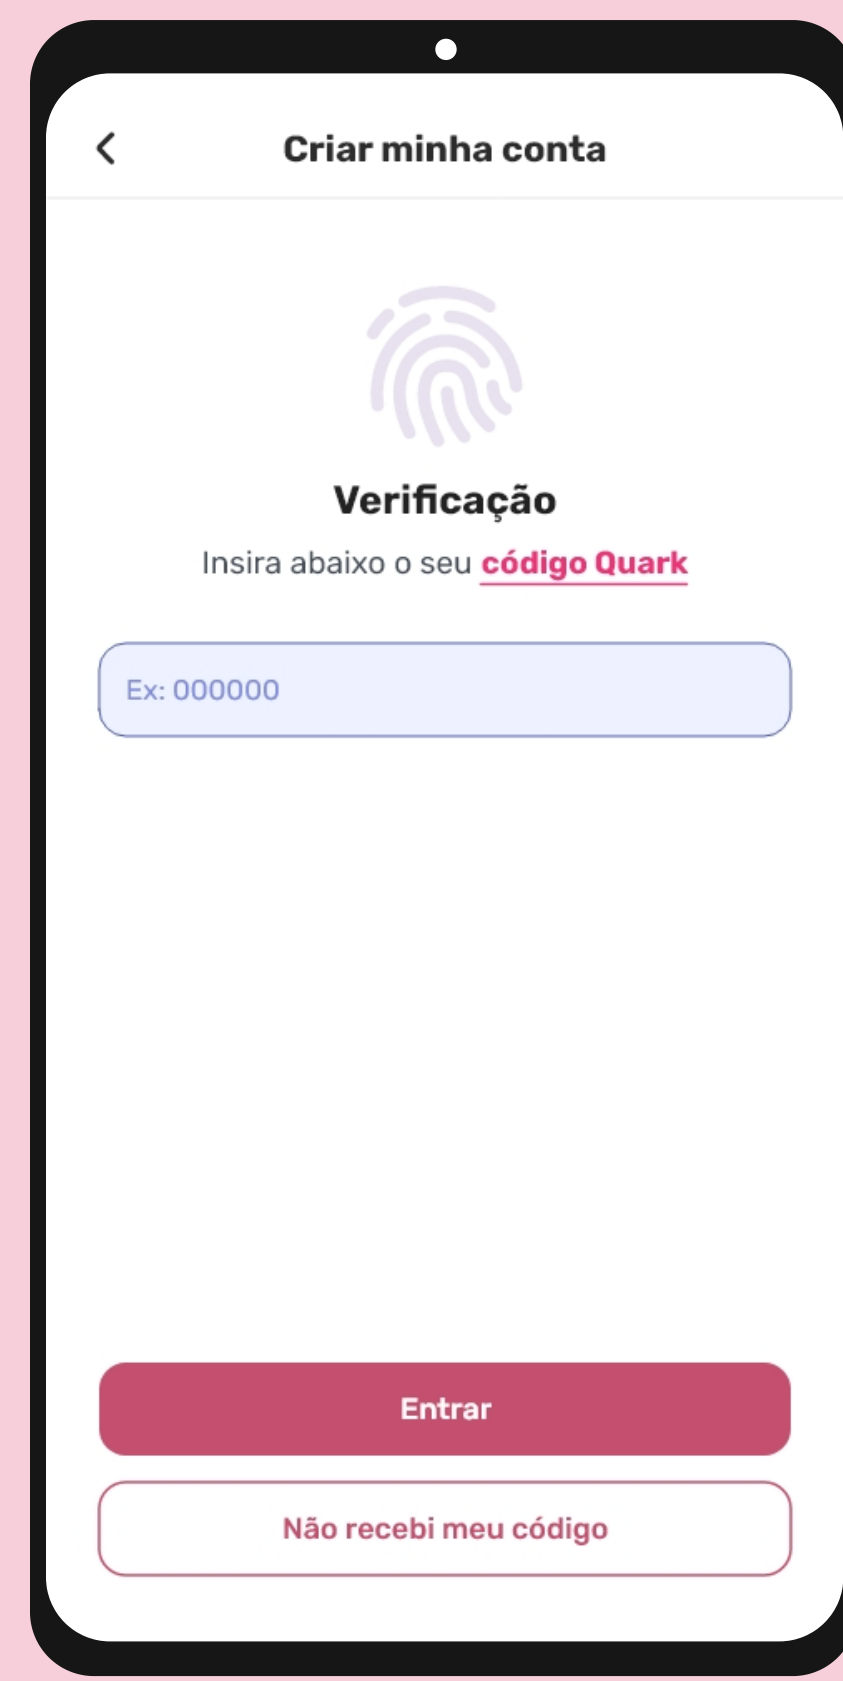 Criar minha conta
Verificação
Insira abaixo o seu código Quark
Ex: 000000
Entrar
Não recebi meu código